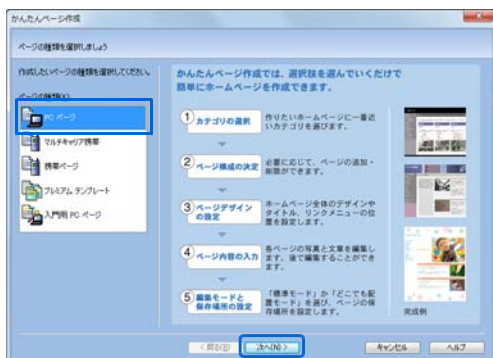 かんたんページ作成
ページの種類を選択しましょう
作成したいページの種類を選択してください。
ページの種類(K)
PC ページ
マルチキャリア携帯
携帯ページ
プレミアム テンプレート
入門用 PC ページ
かんたんページ作成では、選択肢を選んでいくだけで
簡単にホームページを作成できます。
1 カテゴリの選択
作りたいホームページに一番近
いカテゴリを選びます。
2 ページ構成の決定
必要に応じて、ページの追加・
削除ができます。
3 ページデザイン
の設定
ホームページ全体のデザインや
タイトル、リンクメニューの位
置を設定します。
4 ページ内容の入力
各ページの写真と文章を編集し
ます。後で編集することができ
ます。
5 編集モードと
保存場所の設定
「標準モード」か「どこでも配
置モード」を選び、ページの保
存場所を設定します。
完成例
< 戻る(B)
次へ(N) >
キャンセル
ヘルプ